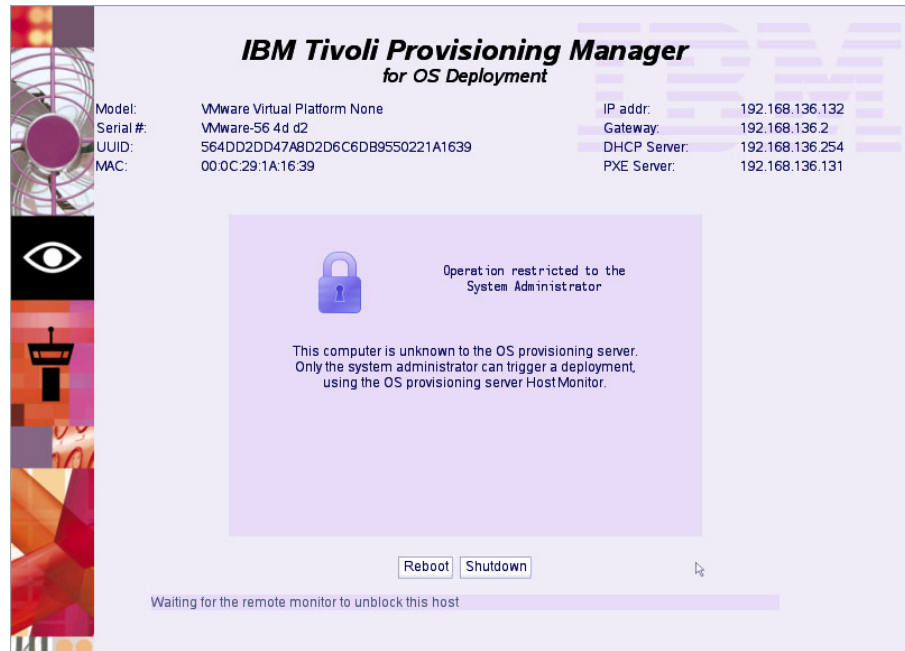 IBM Tivoli Provisioning Manager
for OS Deployment
Model: VMware Virtual Platform None
Serial #: VMware-56 4d d2
UUID: 564DD2DD47A8D2D6C6DB9550221A1639
MAC: 00:0C:29:1A:16:39
IP addr: 192.168.136.132
Gateway: 192.168.136.2
DHCP Server: 192.168.136.254
PXE Server: 192.168.136.131
Operation restricted to the
System Administrator
This computer is unknown to the OS provisioning server.
Only the system administrator can trigger a deployment,
using the OS provisioning server Host Monitor.
Reboot Shutdown
Waiting for the remote monitor to unblock this host